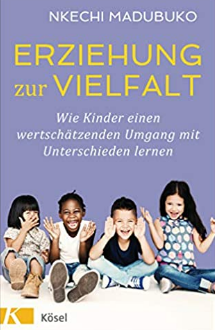 NKECHI MADUBUKO
ERZIEHUNG
zur VIELFALT
Wie Kinder einen
wertschätzenden Umgang mit
Unterschieden lernen
Kösel